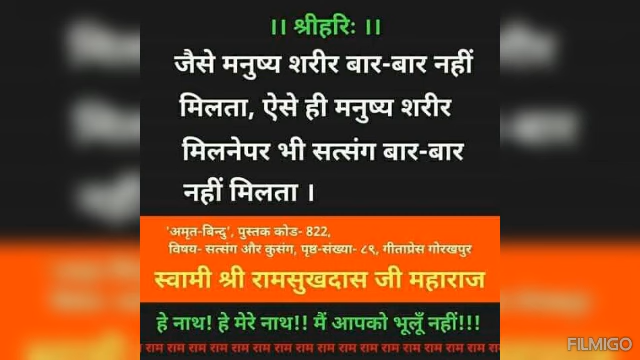 ।। श्रीहरिः ।।
जैसे मनुष्य शरीर बार-बार नहीं
मिलता, ऐसे ही मनुष्य शरीर
मिलनेपर भी सत्संग बार-बार
नहीं मिलता ।
'अमृत-बिन्दु', पुस्तक कोड- 822,
विषय- सत्संग और कुसंग, पृष्ठ-संख्या- ८९, गीताप्रेस गोरखपुर
स्वामी श्री रामसुखदास जी महाराज
हे नाथ! हे मेरे नाथ!! मैं आपको भूलूँ नहीं!!!
राम राम राम राम राम राम राम राम राम राम राम राम राम राम राम राम राम
FILMIGO